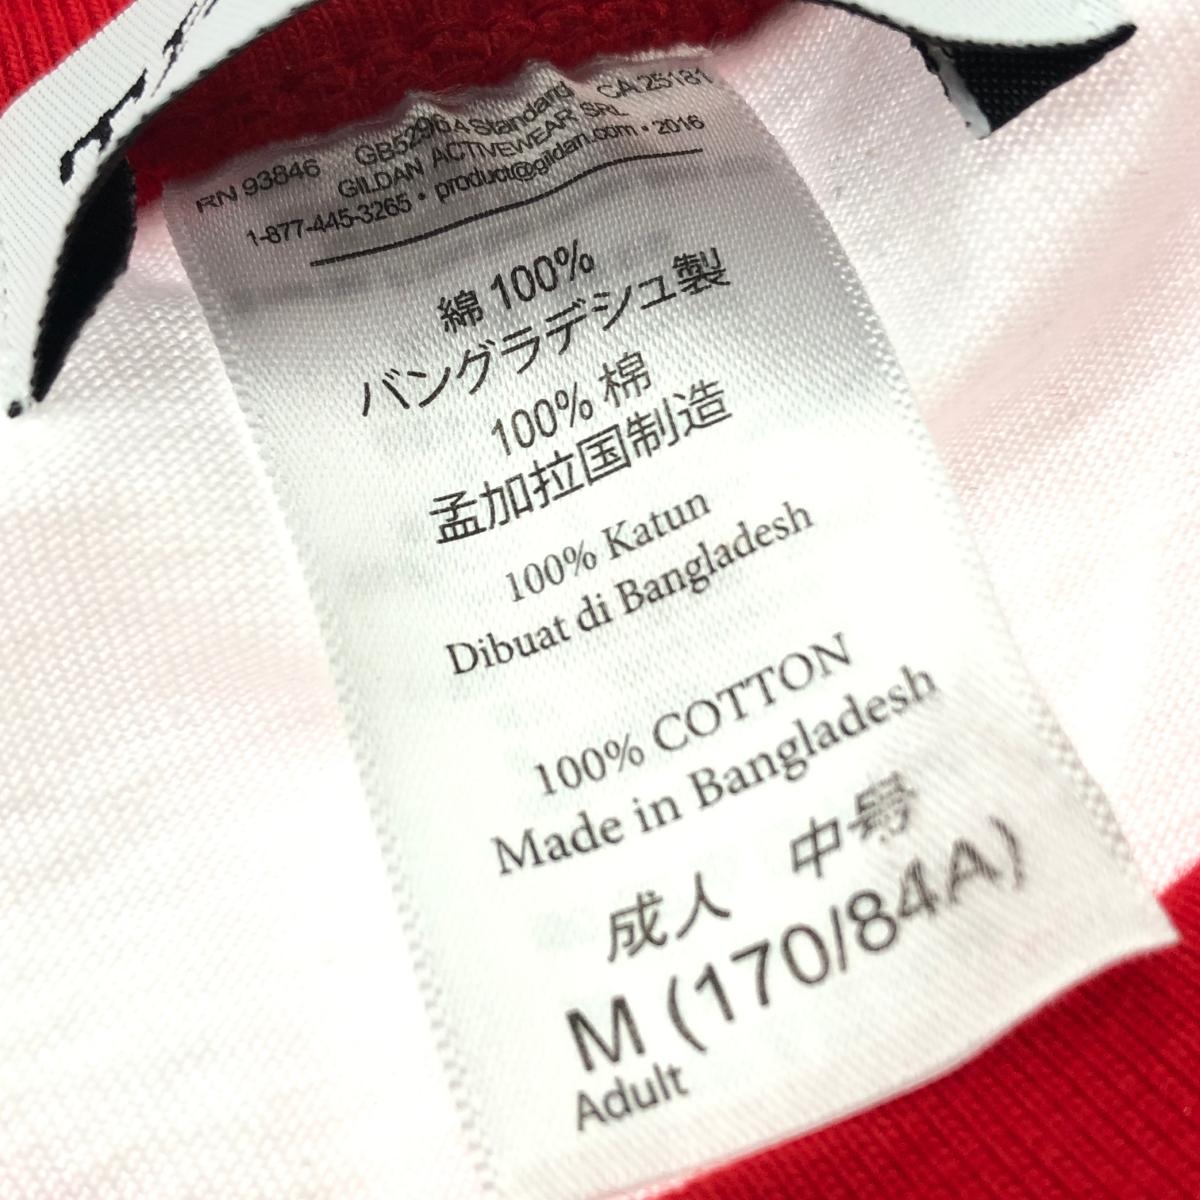 RN 93846 CA 25181
GB5296.4 Standard
GILDAN ACTIVEWEAR SRL
1-877-445-3265 • product@gildan.com • 2016
綿 100%
バングラデシュ製
100% 棉
孟加拉国制造
100% Katun
Dibuat di Bangladesh
100% COTTON
Made in Bangladesh
成人 中号
M (170/84A)
Adult